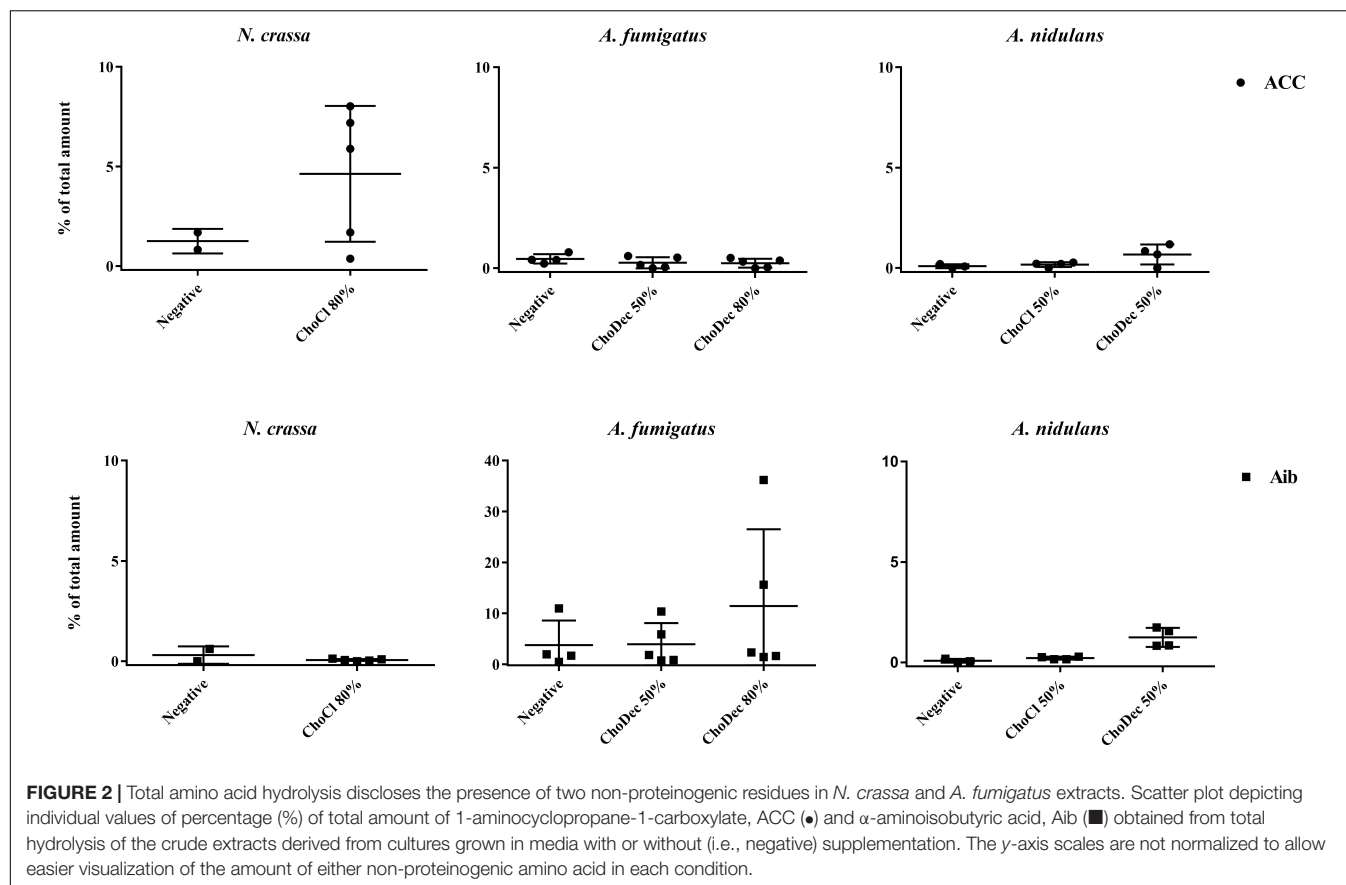 N. crassa
A. fumigatus
A. nidulans
10
5
0
% of total amount
Negative
ChoCl 80%
10
5
0
Negative
ChoDec 50%
ChoDec 80%
10
5
0
Negative
ChoCl 50%
ChoDec 50%
● ACC
N. crassa
A. fumigatus
A. nidulans
10
5
0
% of total amount
Negative
ChoCl 80%
40
30
20
10
0
Negative
ChoDec 50%
ChoDec 80%
10
5
0
Negative
ChoCl 50%
ChoDec 50%
■ Aib
FIGURE 2 | Total amino acid hydrolysis discloses the presence of two non-proteinogenic residues in N. crassa and A. fumigatus extracts. Scatter plot depicting
individual values of percentage (%) of total amount of 1-aminocyclopropane-1-carboxylate, ACC (●) and α-aminoisobutyric acid, Aib (■) obtained from total
hydrolysis of the crude extracts derived from cultures grown in media with or without (i.e., negative) supplementation. The y-axis scales are not normalized to allow
easier visualization of the amount of either non-proteinogenic amino acid in each condition.